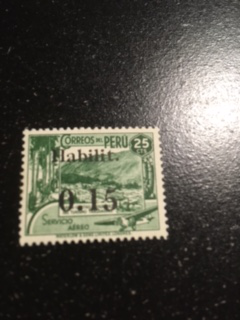 CORREOS DEL PERU 25
Habilit.
0.15
SERVICIO
AEREO